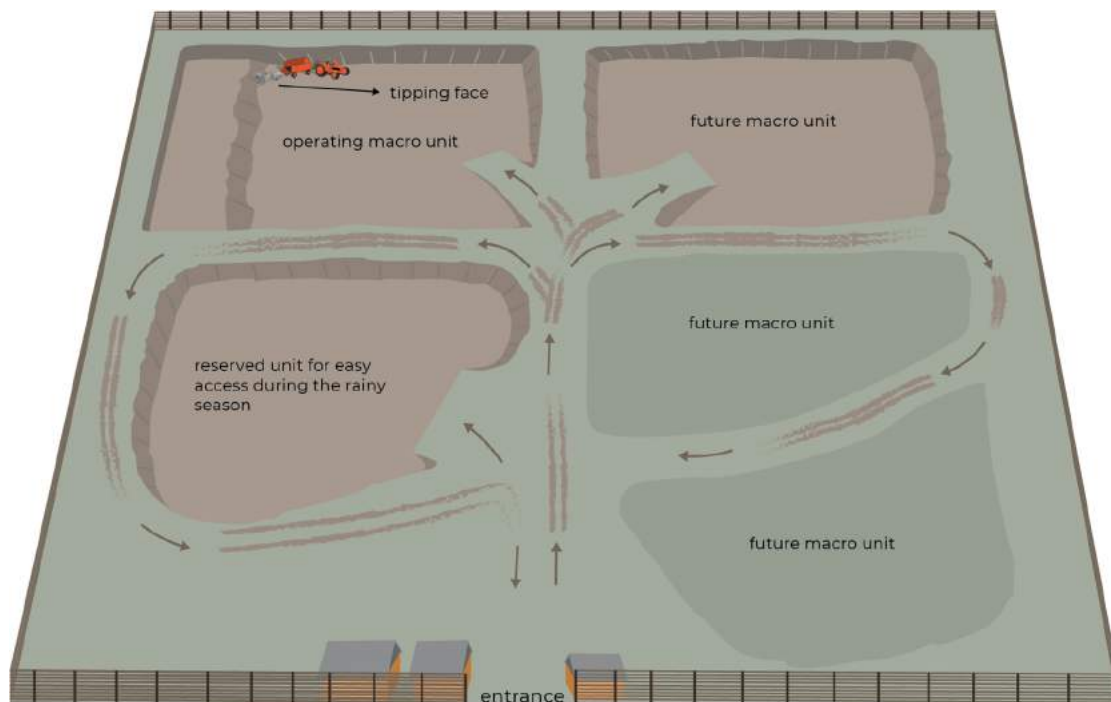 tipping face
operating macro unit
future macro unit
future macro unit
reserved unit for easy
access during the rainy
season
future macro unit
entrance